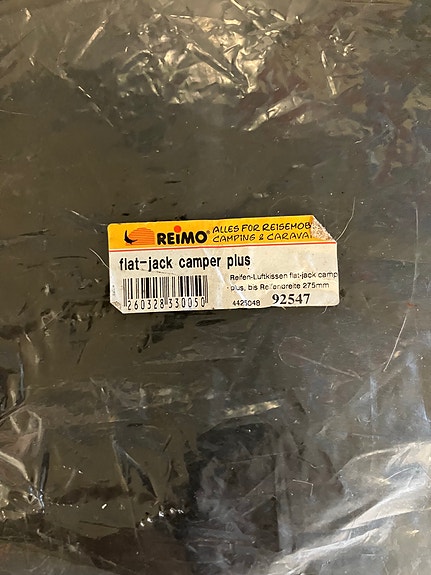 REIMO® ALLES FÜR REISEMOB
CAMPING & CARAVA
flat-jack camper plus
Reifen-Luftkissen flat-jack camp
plus, bis Reifenbreite 275mm
260328 330050
4425048 92547